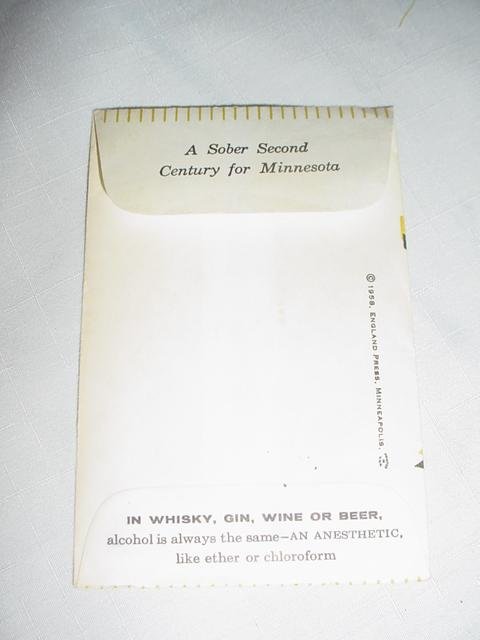 A Sober Second
Century for Minnesota
© 1958, ENGLAND PRESS, MINNEAPOLIS.
IN WHISKY, GIN, WINE OR BEER,
alcohol is always the same—AN ANESTHETIC,
like ether or chloroform